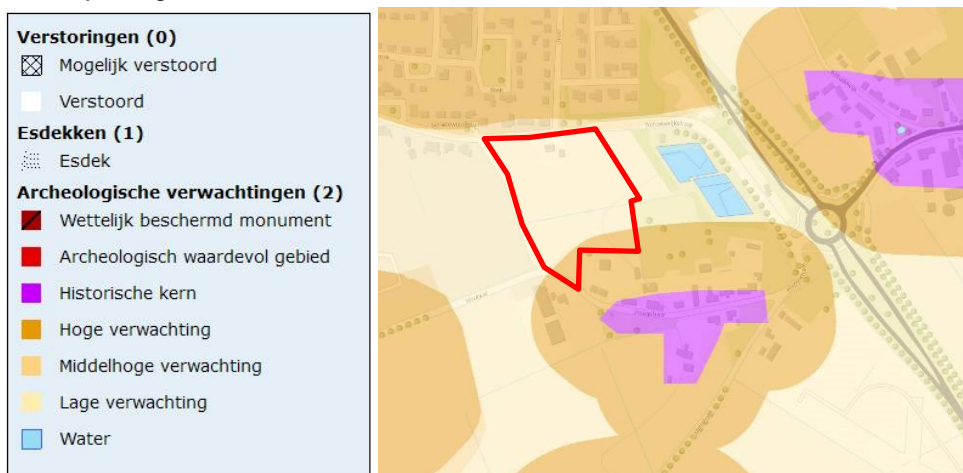 Verstoringen (0)
Mogelijk verstoord
Verstoord
Esdekken (1)
Esdek
Archeologische verwachtingen (2)
Wettelijk beschermd monument
Archeologisch waardevol gebied
Historische kern
Hoge verwachting
Middelhoge verwachting
Lage verwachting
Water